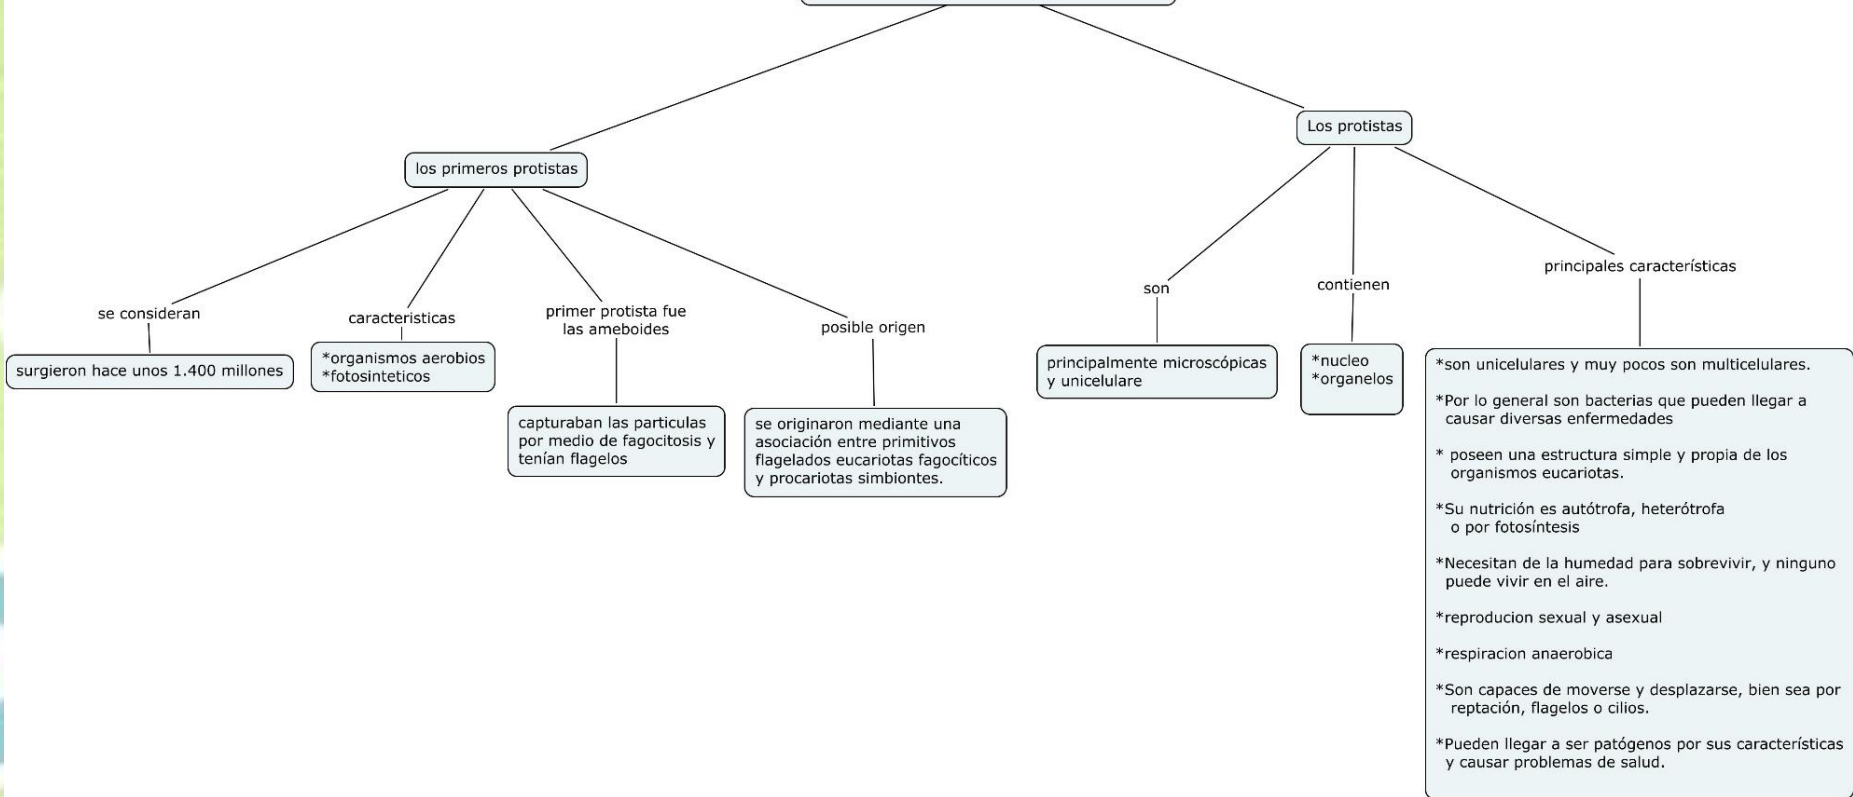 Los protistas
los primeros protistas
se consideran
surgieron hace unos 1.400 millones
caracteristicas
*organismos aerobios
*fotosinteticos
primer protista fue
las ameboides
capturaban las particulas
por medio de fagocitosis y
tenían flagelos
posible origen
se originaron mediante una
asociación entre primitivos
flagelados eucariotas fagocíticos
y procariotas simbiontes.
son
principalmente microscópicas
y unicelulare
contienen
*nucleo
*organelos
principales características
*son unicelulares y muy pocos son multicelulares.
*Por lo general son bacterias que pueden llegar a
causar diversas enfermedades
* poseen una estructura simple y propia de los
organismos eucariotas.
*Su nutrición es autótrofa, heterótrofa
o por fotosíntesis
*Necesitan de la humedad para sobrevivir, y ninguno
puede vivir en el aire.
*reproducion sexual y asexual
*respiracion anaerobica
*Son capaces de moverse y desplazarse, bien sea por
reptación, flagelos o cilios.
*Pueden llegar a ser patógenos por sus características
y causar problemas de salud.